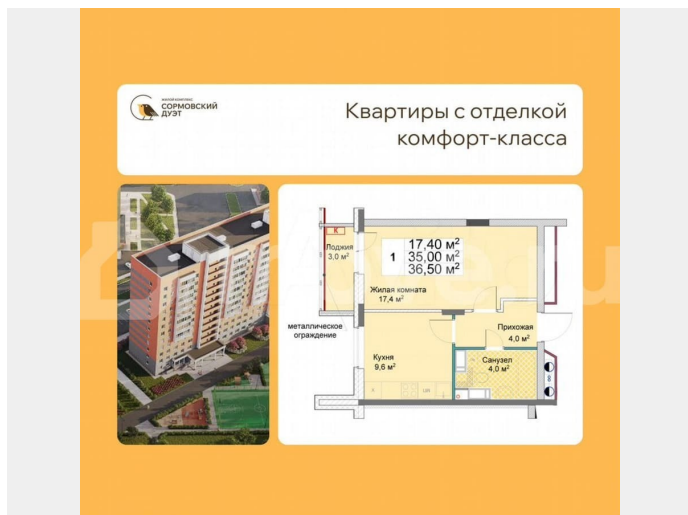 ЖИЛОЙ КОМПЛЕКС
СОРМОВСКИЙ
ДУЭТ
Квартиры с отделкой
комфорт-класса
К
Лоджия
3,0 м²
1
17,40 м²
35,00 м²
36,50 м²
Жилая комната
17,4 м²
металлическое
ограждение
Прихожая
4,0 м²
Кухня
9,6 м²
Санузел
4,0 м²